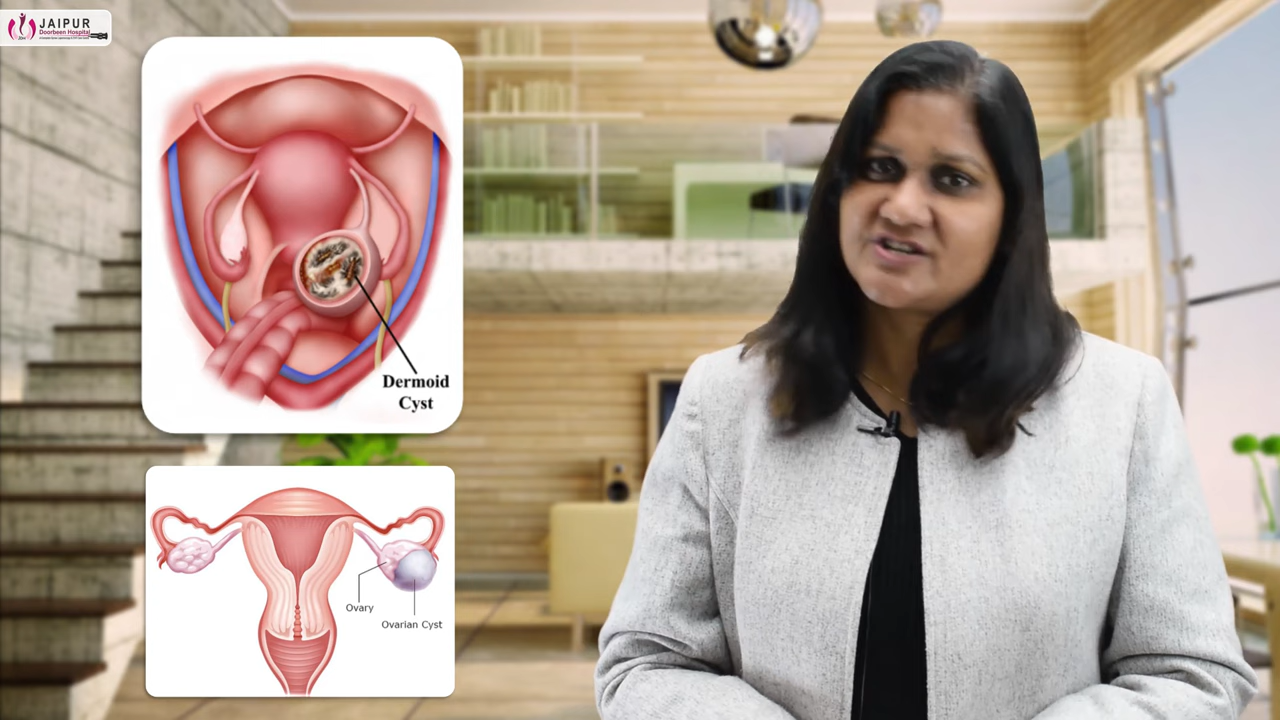 JAIPUR
Doorbeen Hospital
Dermoid
Cyst
Ovary
Ovarian Cyst